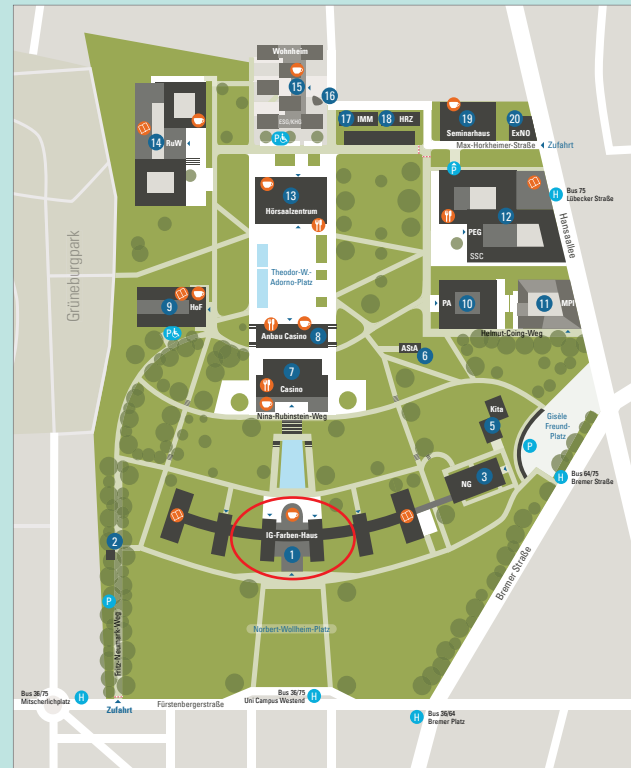 Wohnheim
15
16
ESG/KHG
P
14
RuW
17
IMM
18
HRZ
19
Seminarhaus
20
ExNO
Max-Horkheimer-Straße
Zufahrt
P
H
Bus 75
Lübecker Straße
Hansaallee
13
Hörsaalzentrum
12
PEG
SSC
Grüneburgpark
Theodor-W.-
Adorno-Platz
9
HoF
P
PA
10
11
MPI
Helmut-Coing-Weg
Anbau Casino
8
AStA
6
7
Casino
Nina-Rubinstein-Weg
Kita
5
Gisèle
Freund-
Platz
P
NG
3
H
Bus 64/75
Bremer Straße
IG-Farben-Haus
1
2
P
Fritz-Neumark-Weg
Norbert-Wollheim-Platz
Bremer Straße
Bus 36/75
Mitscherlichplatz
H
Zufahrt
Fürstenbergerstraße
Bus 36/75
Uni Campus Westend
H
H
Bus 36/64
Bremer Platz